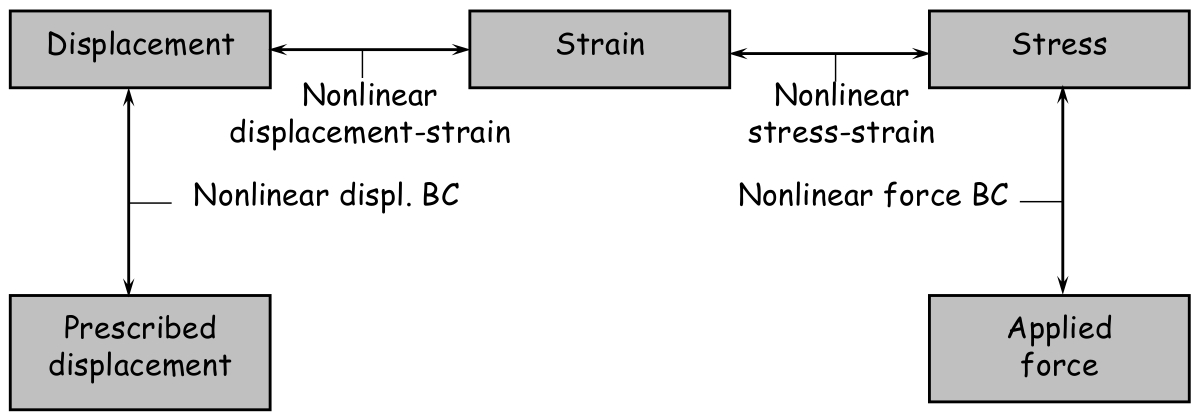 Displacement
Strain
Stress
Nonlinear
displacement-strain
Nonlinear
stress-strain
Nonlinear displ. BC
Nonlinear force BC
Prescribed
displacement
Applied
force